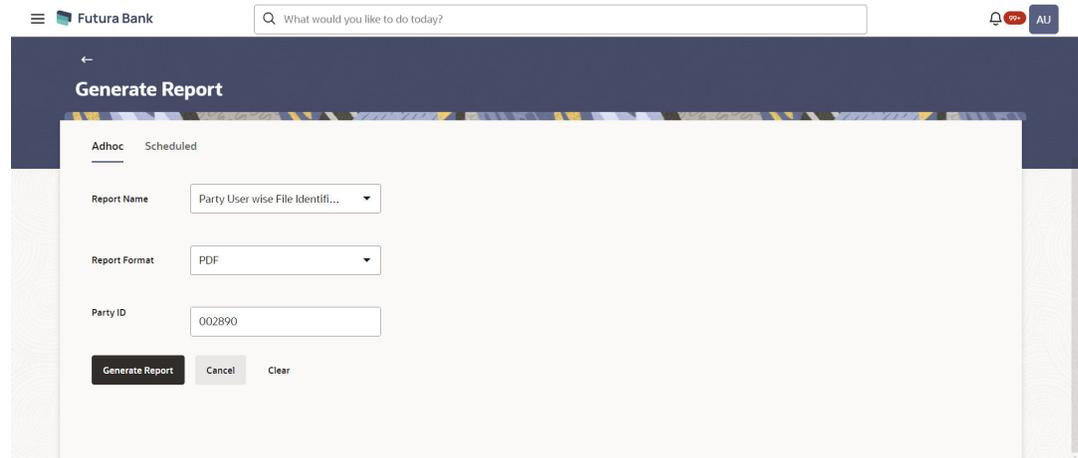 Futura Bank
What would you like to do today?
99+
AU
Generate Report
Adhoc Scheduled
Report Name
Party User wise File Identifi...
Report Format
PDF
Party ID
002890
Generate Report Cancel Clear